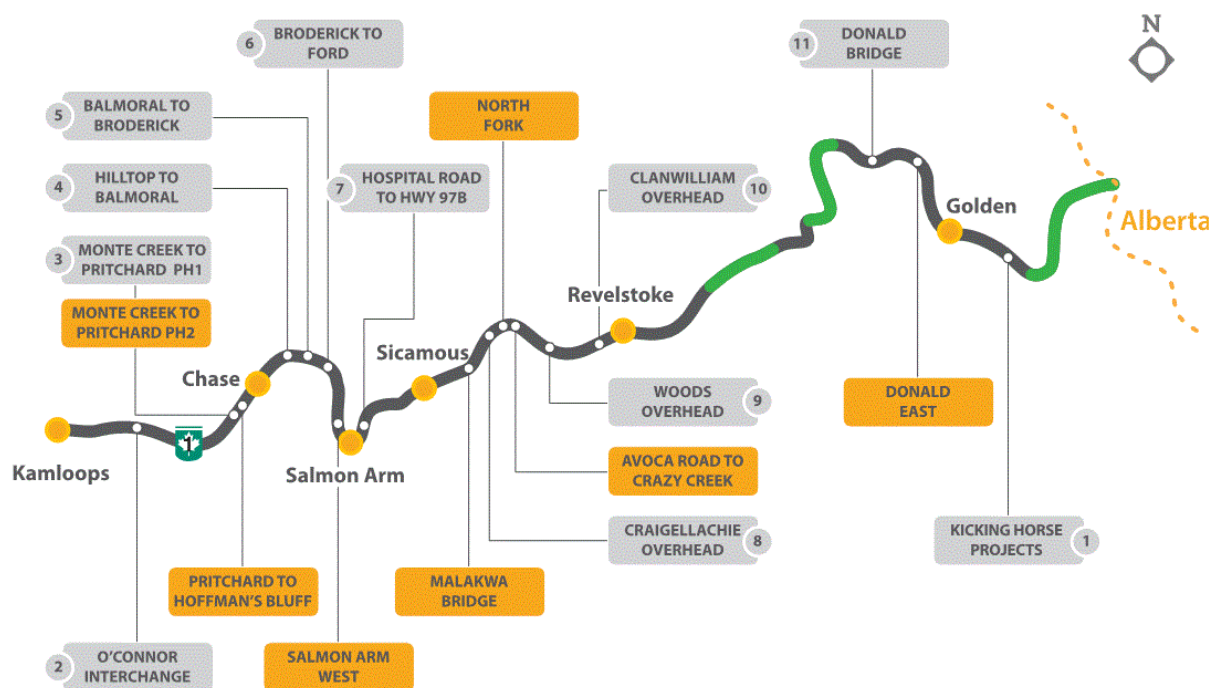 N
6
BRODERICK TO
FORD
11
DONALD
BRIDGE
5
BALMORAL TO
BRODERICK
NORTH
FORK
4
HILLTOP TO
BALMORAL
7
HOSPITAL ROAD
TO HWY 97B
CLANWILLIAM
OVERHEAD
10
Golden
Alberta
3
MONTE CREEK TO
PRITCHARD PH1
MONTE CREEK TO
PRITCHARD PH2
Revelstoke
Sicamous
Chase
WOODS
OVERHEAD
9
DONALD
EAST
1
Kamloops
Salmon Arm
AVOCA ROAD TO
CRAZY CREEK
CRAIGELLACHIE
OVERHEAD
8
KICKING HORSE
PROJECTS
1
PRITCHARD TO
HOFFMAN'S BLUFF
MALAKWA
BRIDGE
2
O'CONNOR
INTERCHANGE
SALMON ARM
WEST